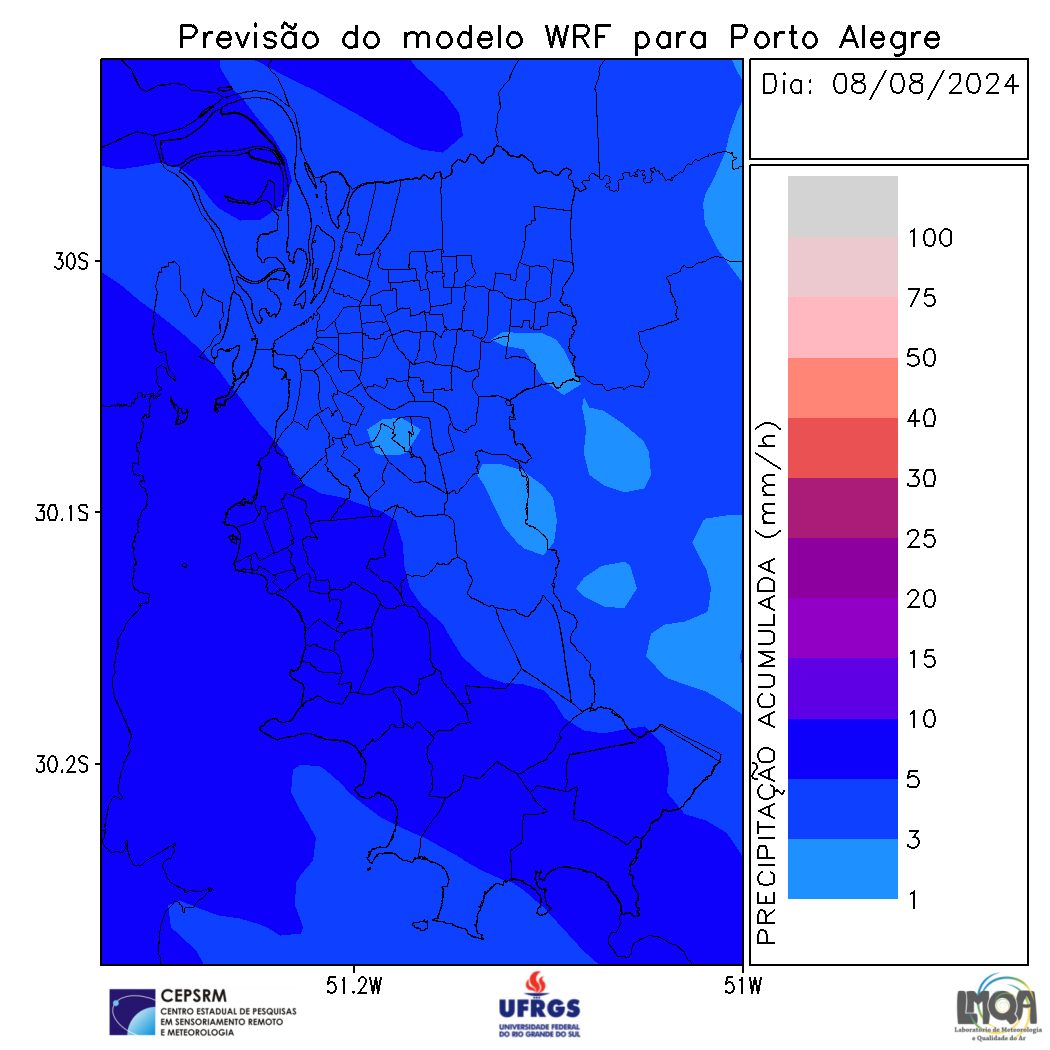 Previsão do modelo WRF para Porto Alegre
Dia: 08/08/2024
30S
30.1S
30.2S
51.2W
51W
PRECIPITAÇÃO ACUMULADA (mm/h)
100
75
50
40
30
25
20
15
10
5
3
1
CEPSRM
CENTRO ESTADUAL DE PESQUISAS
EM SENSORIAMENTO REMOTO
E METEOROLOGIA
UFRGS
UNIVERSIDADE FEDERAL
DO RIO GRANDE DO SUL
LMQA
Laboratório de Meteorologia
e Qualidade do Ar